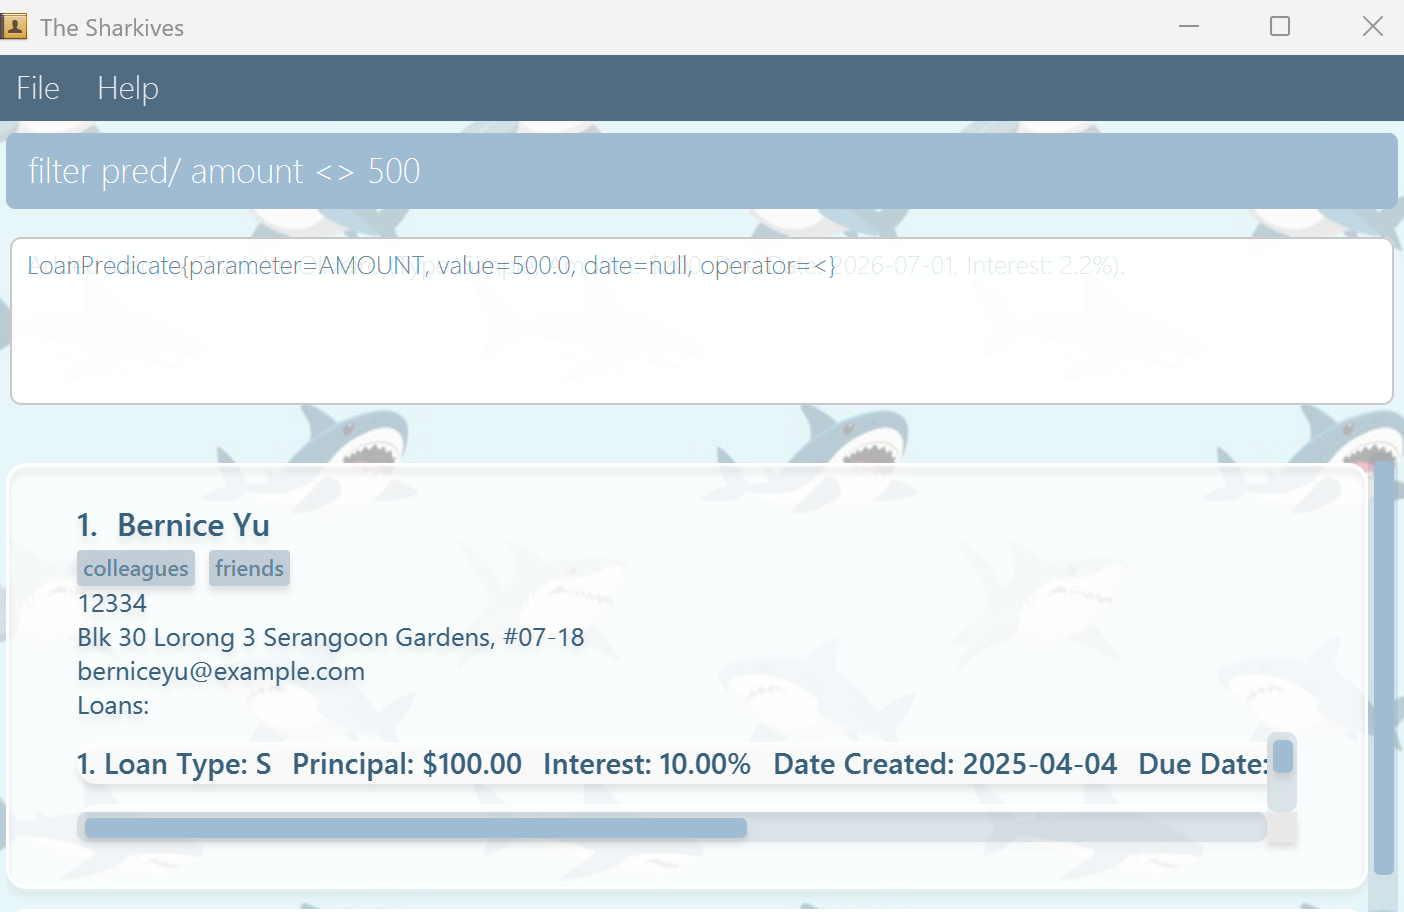 The Sharkives
File Help
filter pred/ amount <> 500
LoanPredicate{parameter=AMOUNT, value=500.0, date=null, operator=<} 2026-07-01, Interest: 2.2%).
1. Bernice Yu
colleagues friends
12334
Blk 30 Lorong 3 Serangoon Gardens, #07-18
berniceyu@example.com
Loans:
1. Loan Type: S Principal: $100.00 Interest: 10.00% Date Created: 2025-04-04 Due Date: